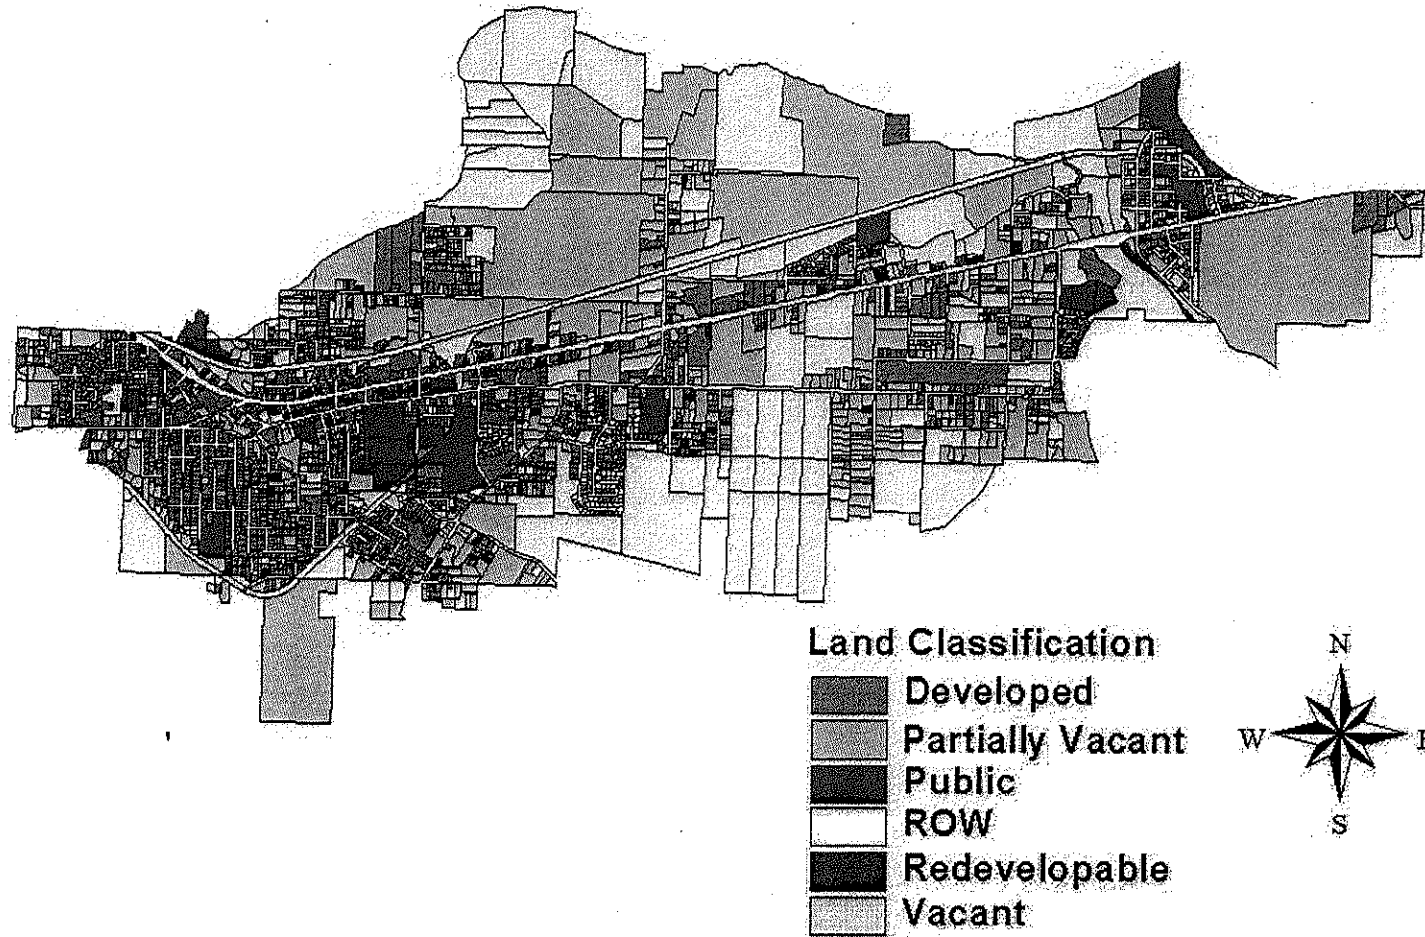 Land Classification
Developed
Partially Vacant
Public
ROW
Redevelopable
Vacant
N
W
S